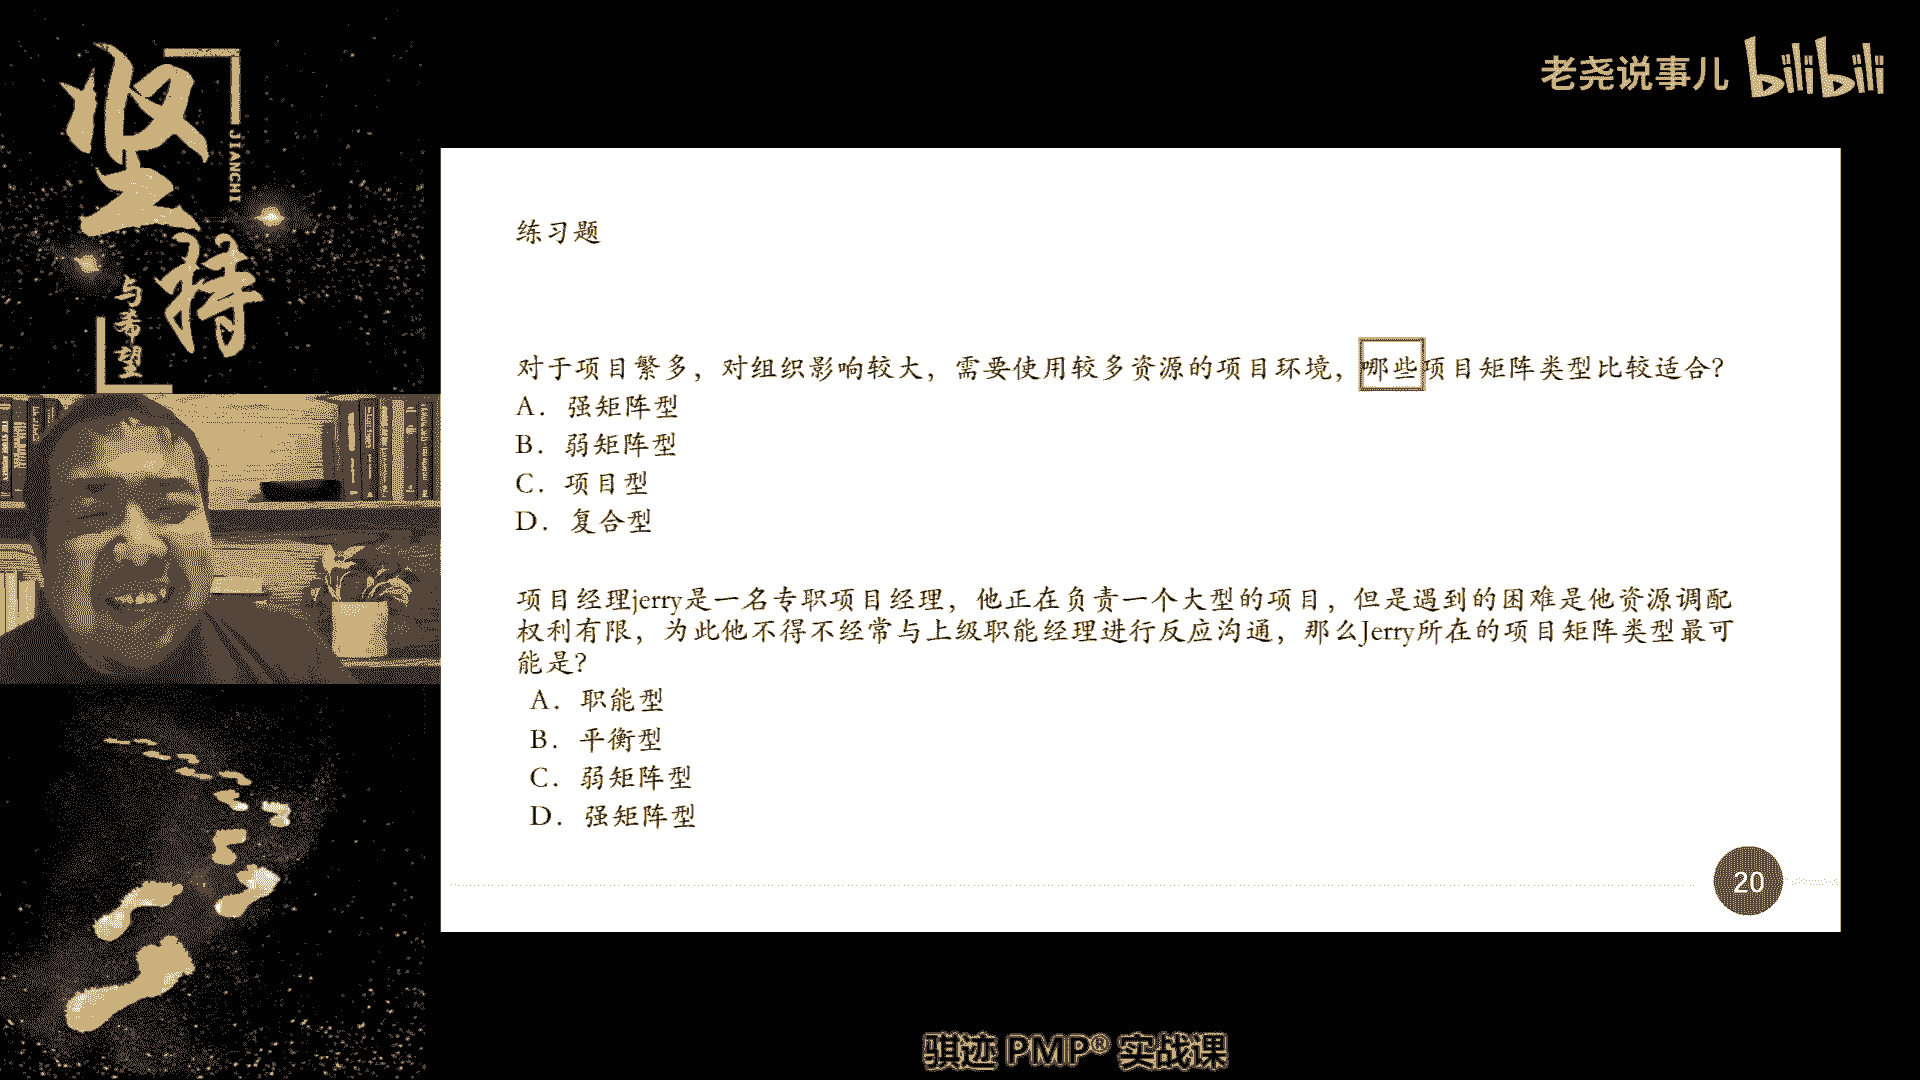 坚持
JIANCHI
与希望
老尧说事儿 bilibili
练习题
对于项目繁多，对组织影响较大，需要使用较多资源的项目环境，哪些项目矩阵类型比较适合？
A．强矩阵型
B．弱矩阵型
C．项目型
D．复合型
项目经理jerry是一名专职项目经理，他正在负责一个大型的项目，但是遇到的困难是他资源调配
权利有限，为此他不得不经常与上级职能经理进行反应沟通，那么Jerry所在的项目矩阵类型最可
能是？
A．职能型
B．平衡型
C．弱矩阵型
D．强矩阵型
20
骐迹 PMP® 实战课